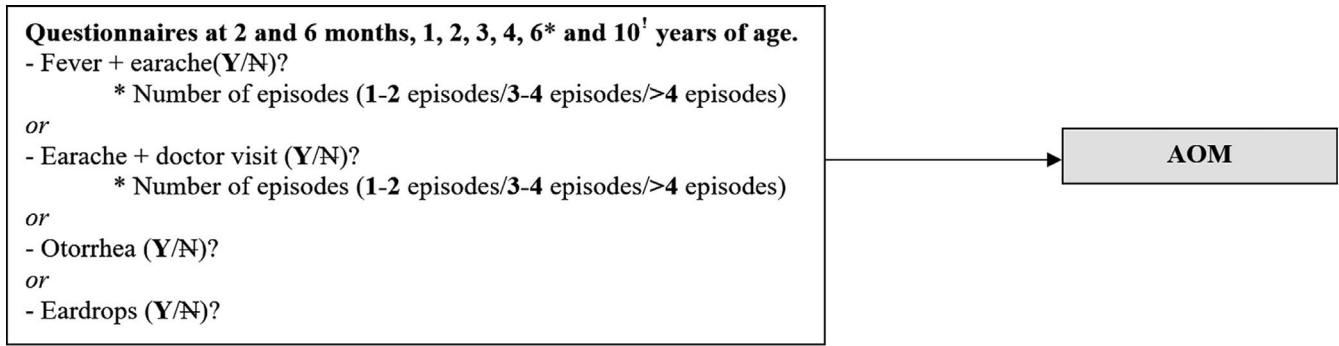 Questionnaires at 2 and 6 months, 1, 2, 3, 4, 6* and 10! years of age.
- Fever + earache(Y/N)?
* Number of episodes (1-2 episodes/3-4 episodes/>4 episodes)
or
- Earache + doctor visit (Y/N)?
* Number of episodes (1-2 episodes/3-4 episodes/>4 episodes)
or
- Otorrhea (Y/N)?
or
- Eardrops (Y/N)?
AOM